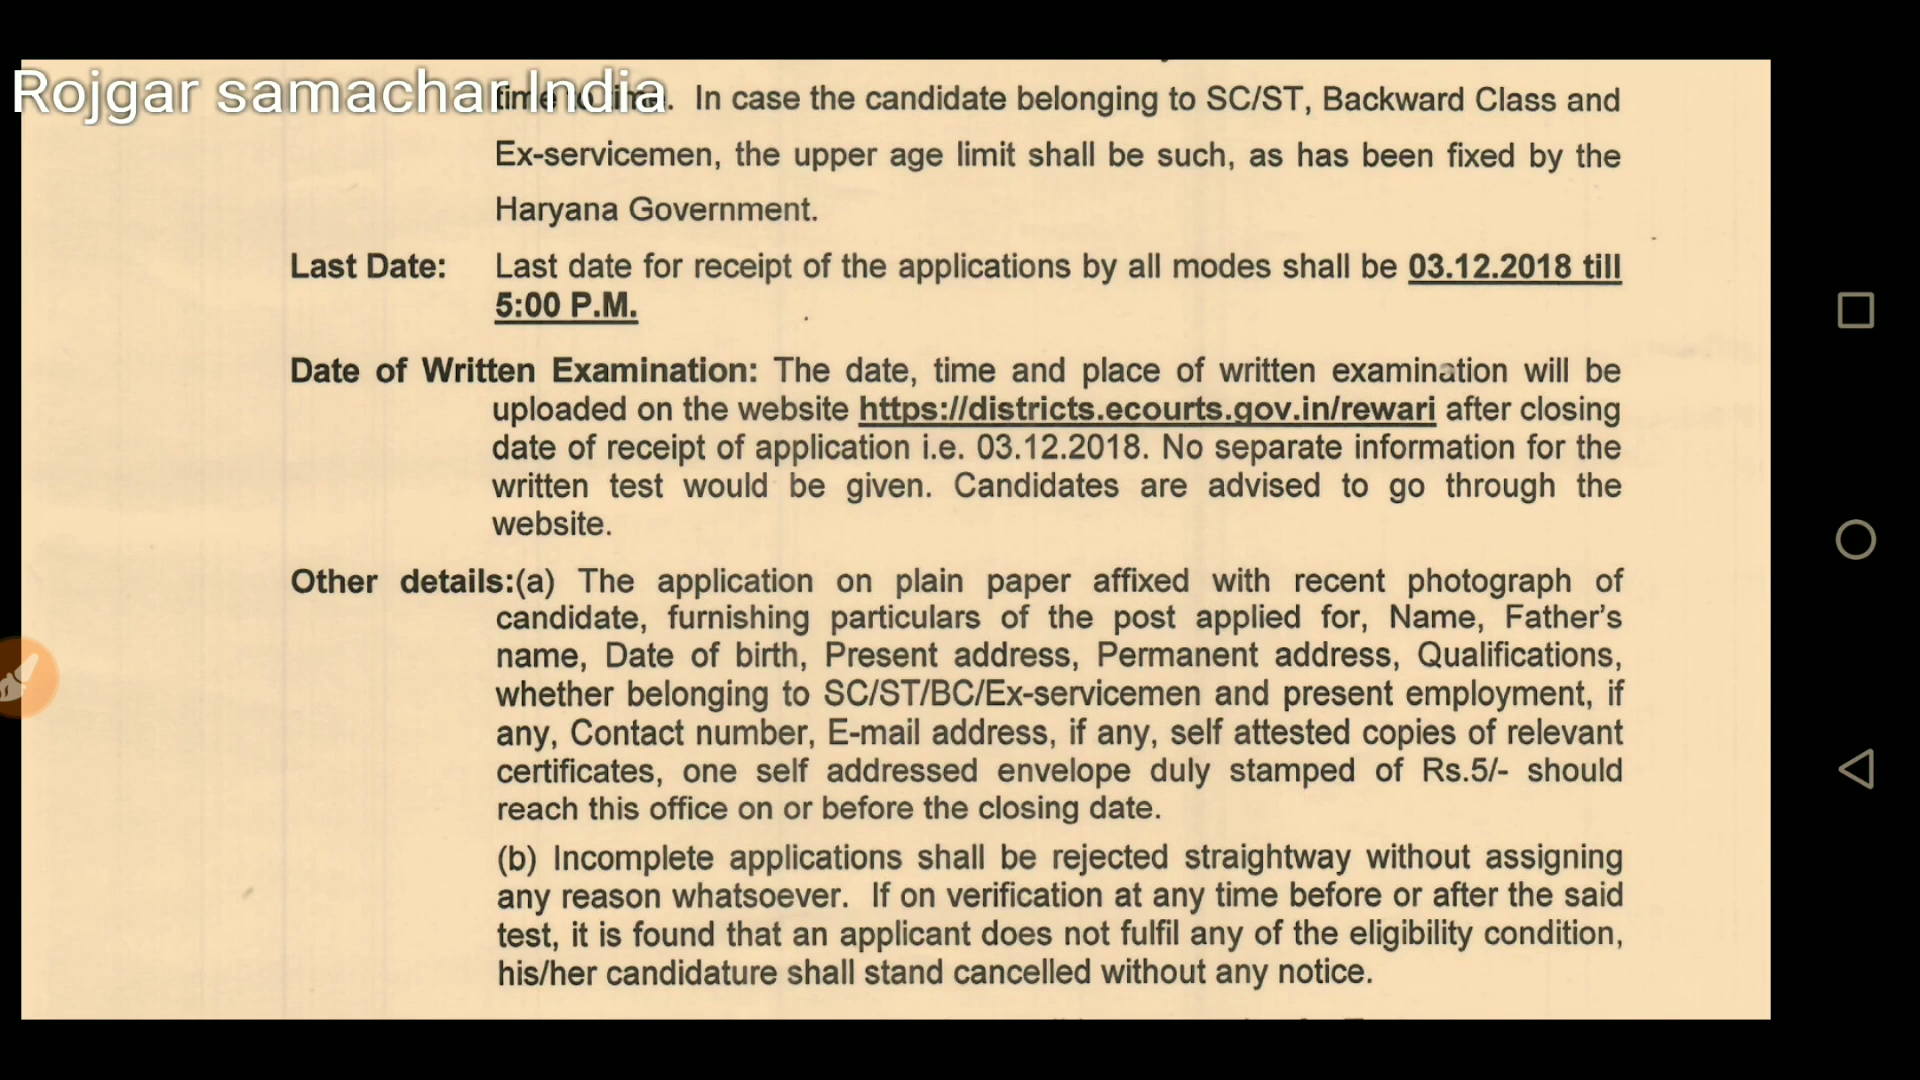 Rojgar samachar India
time to time. In case the candidate belonging to SC/ST, Backward Class and
Ex-servicemen, the upper age limit shall be such, as has been fixed by the
Haryana Government.
Last Date: Last date for receipt of the applications by all modes shall be 03.12.2018 till
5:00 P.M.
Date of Written Examination: The date, time and place of written examination will be
uploaded on the website https://districts.ecourts.gov.in/rewari after closing
date of receipt of application i.e. 03.12.2018. No separate information for the
written test would be given. Candidates are advised to go through the
website.
Other details:(a) The application on plain paper affixed with recent photograph of
candidate, furnishing particulars of the post applied for, Name, Father's
name, Date of birth, Present address, Permanent address, Qualifications,
whether belonging to SC/ST/BC/Ex-servicemen and present employment, if
any, Contact number, E-mail address, if any, self attested copies of relevant
certificates, one self addressed envelope duly stamped of Rs.5/- should
reach this office on or before the closing date.
(b) Incomplete applications shall be rejected straightway without assigning
any reason whatsoever. If on verification at any time before or after the said
test, it is found that an applicant does not fulfil any of the eligibility condition,
his/her candidature shall stand cancelled without any notice.